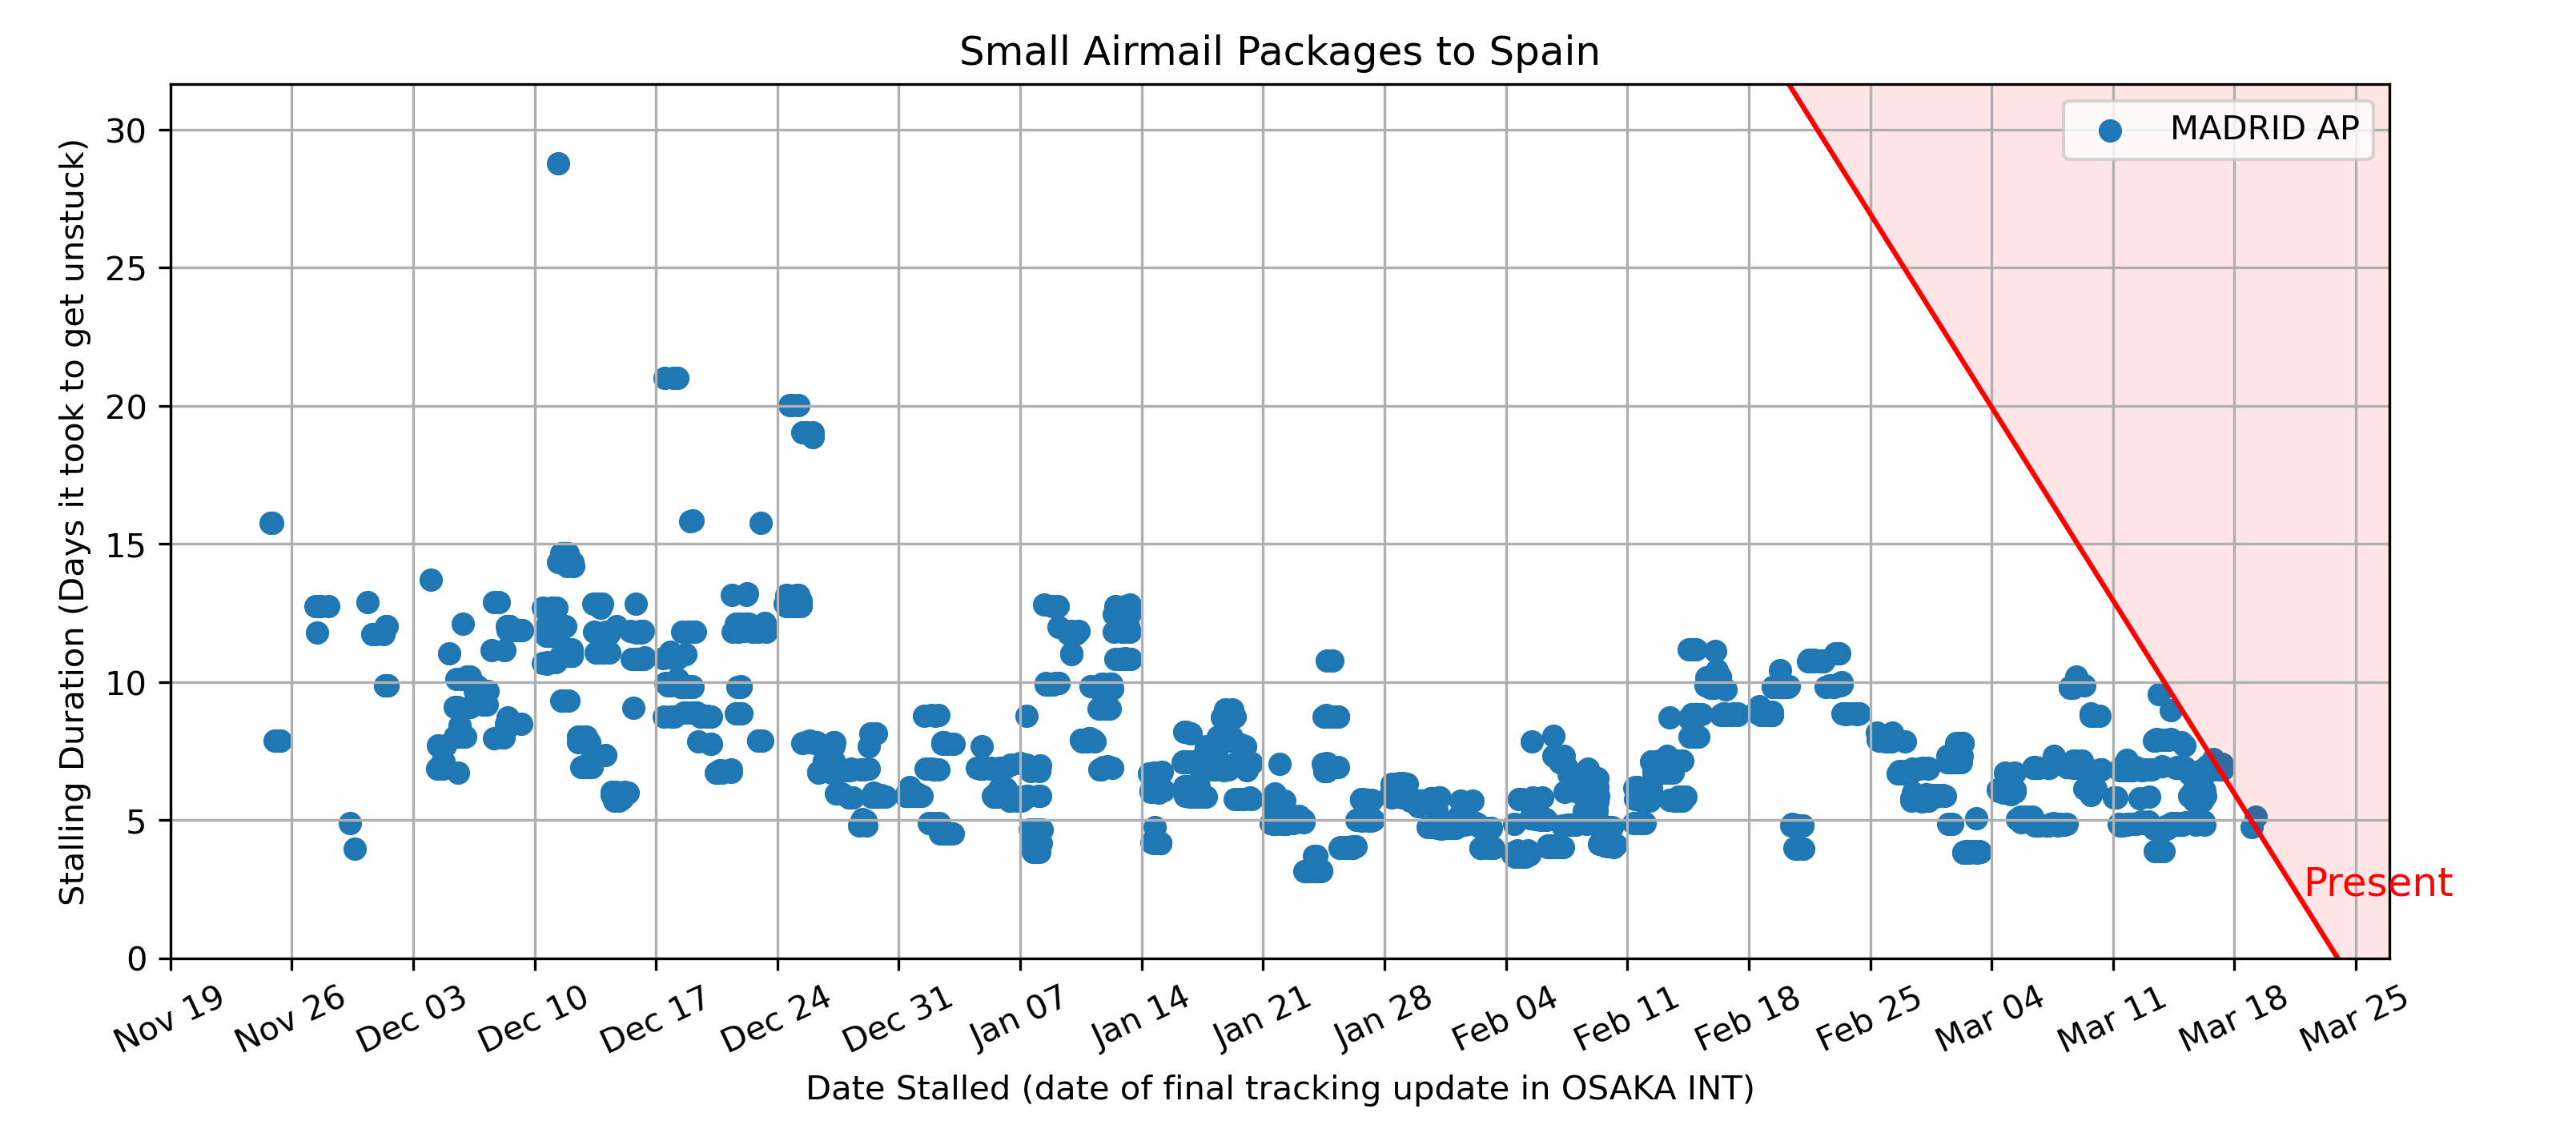 Small Airmail Packages to Spain
Stalling Duration (Days it took to get unstuck)
30
25
20
15
10
5
0
MADRID AP
Present
Nov 19
Nov 26
Dec 03
Dec 10
Dec 17
Dec 24
Dec 31
Jan 07
Jan 14
Jan 21
Jan 28
Feb 04
Feb 11
Feb 18
Feb 25
Mar 04
Mar 11
Mar 18
Mar 25
Date Stalled (date of final tracking update in OSAKA INT)